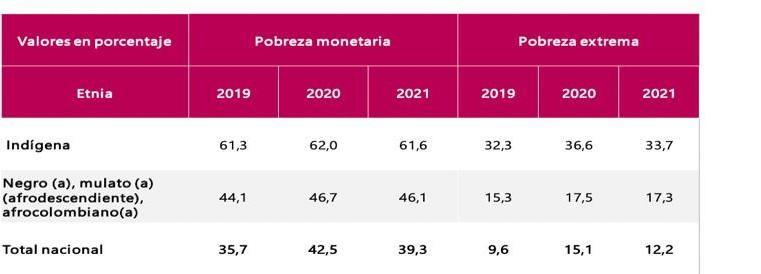 Valores en porcentaje Pobreza monetaria Pobreza extrema
Etnia 2019 2020 2021 2019 2020 2021
Indígena 61,3 62,0 61,6 32,3 36,6 33,7
Negro (a), mulato (a)
(afrodescendiente), 44,1 46,7 46,1 15,3 17,5 17,3
afrocolombiano(a)
Total nacional 35,7 42,5 39,3 9,6 15,1 12,2